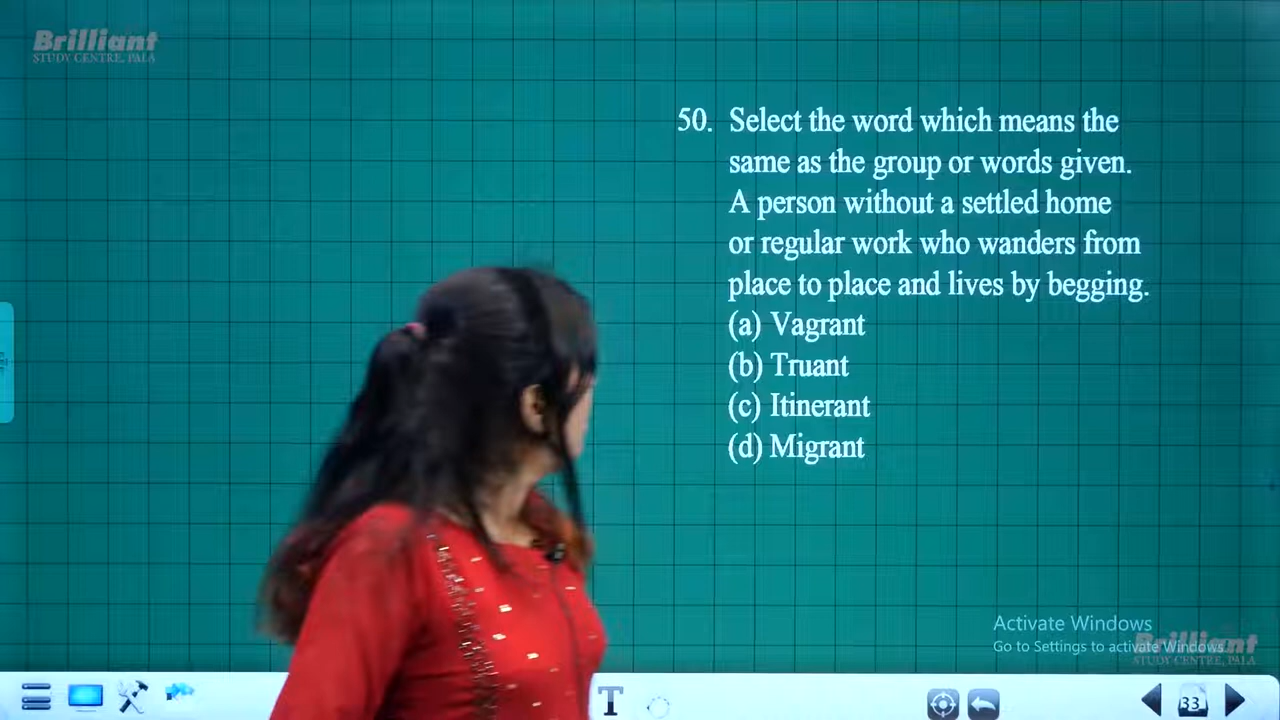 Brilliant
STUDY CENTRE, PALA
50. Select the word which means the
same as the group or words given.
A person without a settled home
or regular work who wanders from
place to place and lives by begging.
(a) Vagrant
(b) Truant
(c) Itinerant
(d) Migrant
Activate Windows
Go to Settings to activate Windows.
Brilliant
STUDY CENTRE, PALA
T
33